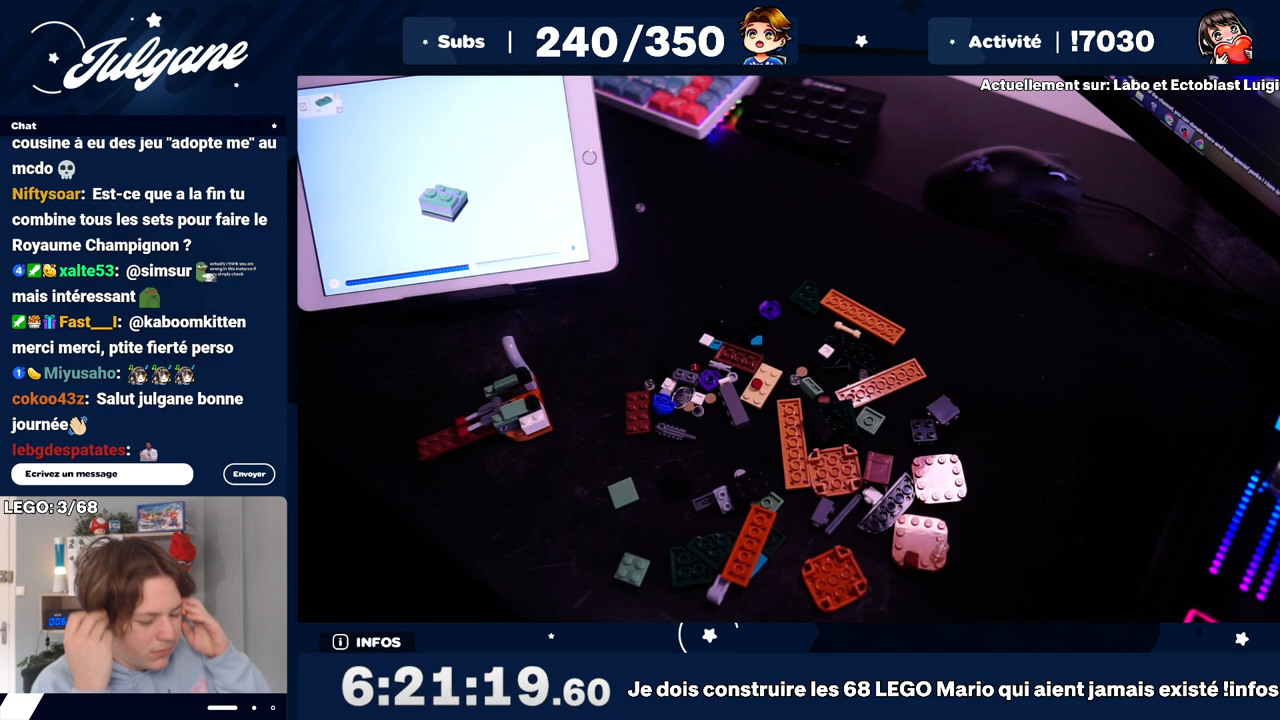 Julgane
Subs | 240/350
Activité | !7030
Actuellement sur: Labo et Ectoblast Luigi
Chat
cousine à eu des jeu "adopte me" au
mcdo
Niftysoar: Est-ce que a la fin tu
combine tous les sets pour faire le
Royaume Champignon ?
xalte53: @simsur
mais intéressant
Fast___I: @kaboomkitten
merci merci, ptite fierté perso
Miyusaho:
cokoo43z: Salut julgane bonne
journée
lebgdespatates:
Ecrivez un message
Envoyer
LEGO: 3/68
INFOS
6:21:19.60
Je dois construire les 68 LEGO Mario qui aient jamais existé !infos